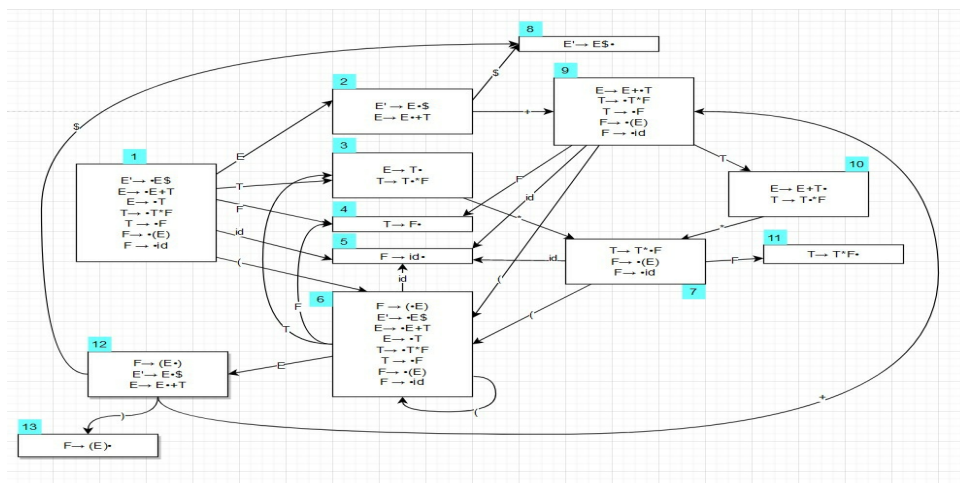 8
E'→ E$•
9
E→ E+•T
T→ •T*F
T → •F
F→ •(E)
F → •id
2
E' → E•$
E→ E•+T
$
+
1
E'→ •E$
E→ •E+T
E→ •T
T→ •T*F
T → •F
F→ •(E)
F → •id
$
E
T
F
id
(
3
E→ T•
T→ T•*F
4
T→ F•
5
F→ id•
F
id
(
T
*
10
E→ E+T•
T→ T•*F
*
11
T→ T*F•
T→ T*•F
F→ •(E)
F→ •id
7
id
F
(
6
F→ (•E)
E'→ •E$
E→ •E+T
E→ •T
T→ •T*F
T → •F
F→ •(E)
F → •id
id
F
T
E
(
12
F→ (E•)
E'→ E•$
E→ E•+T
)
+
13
F→ (E)•